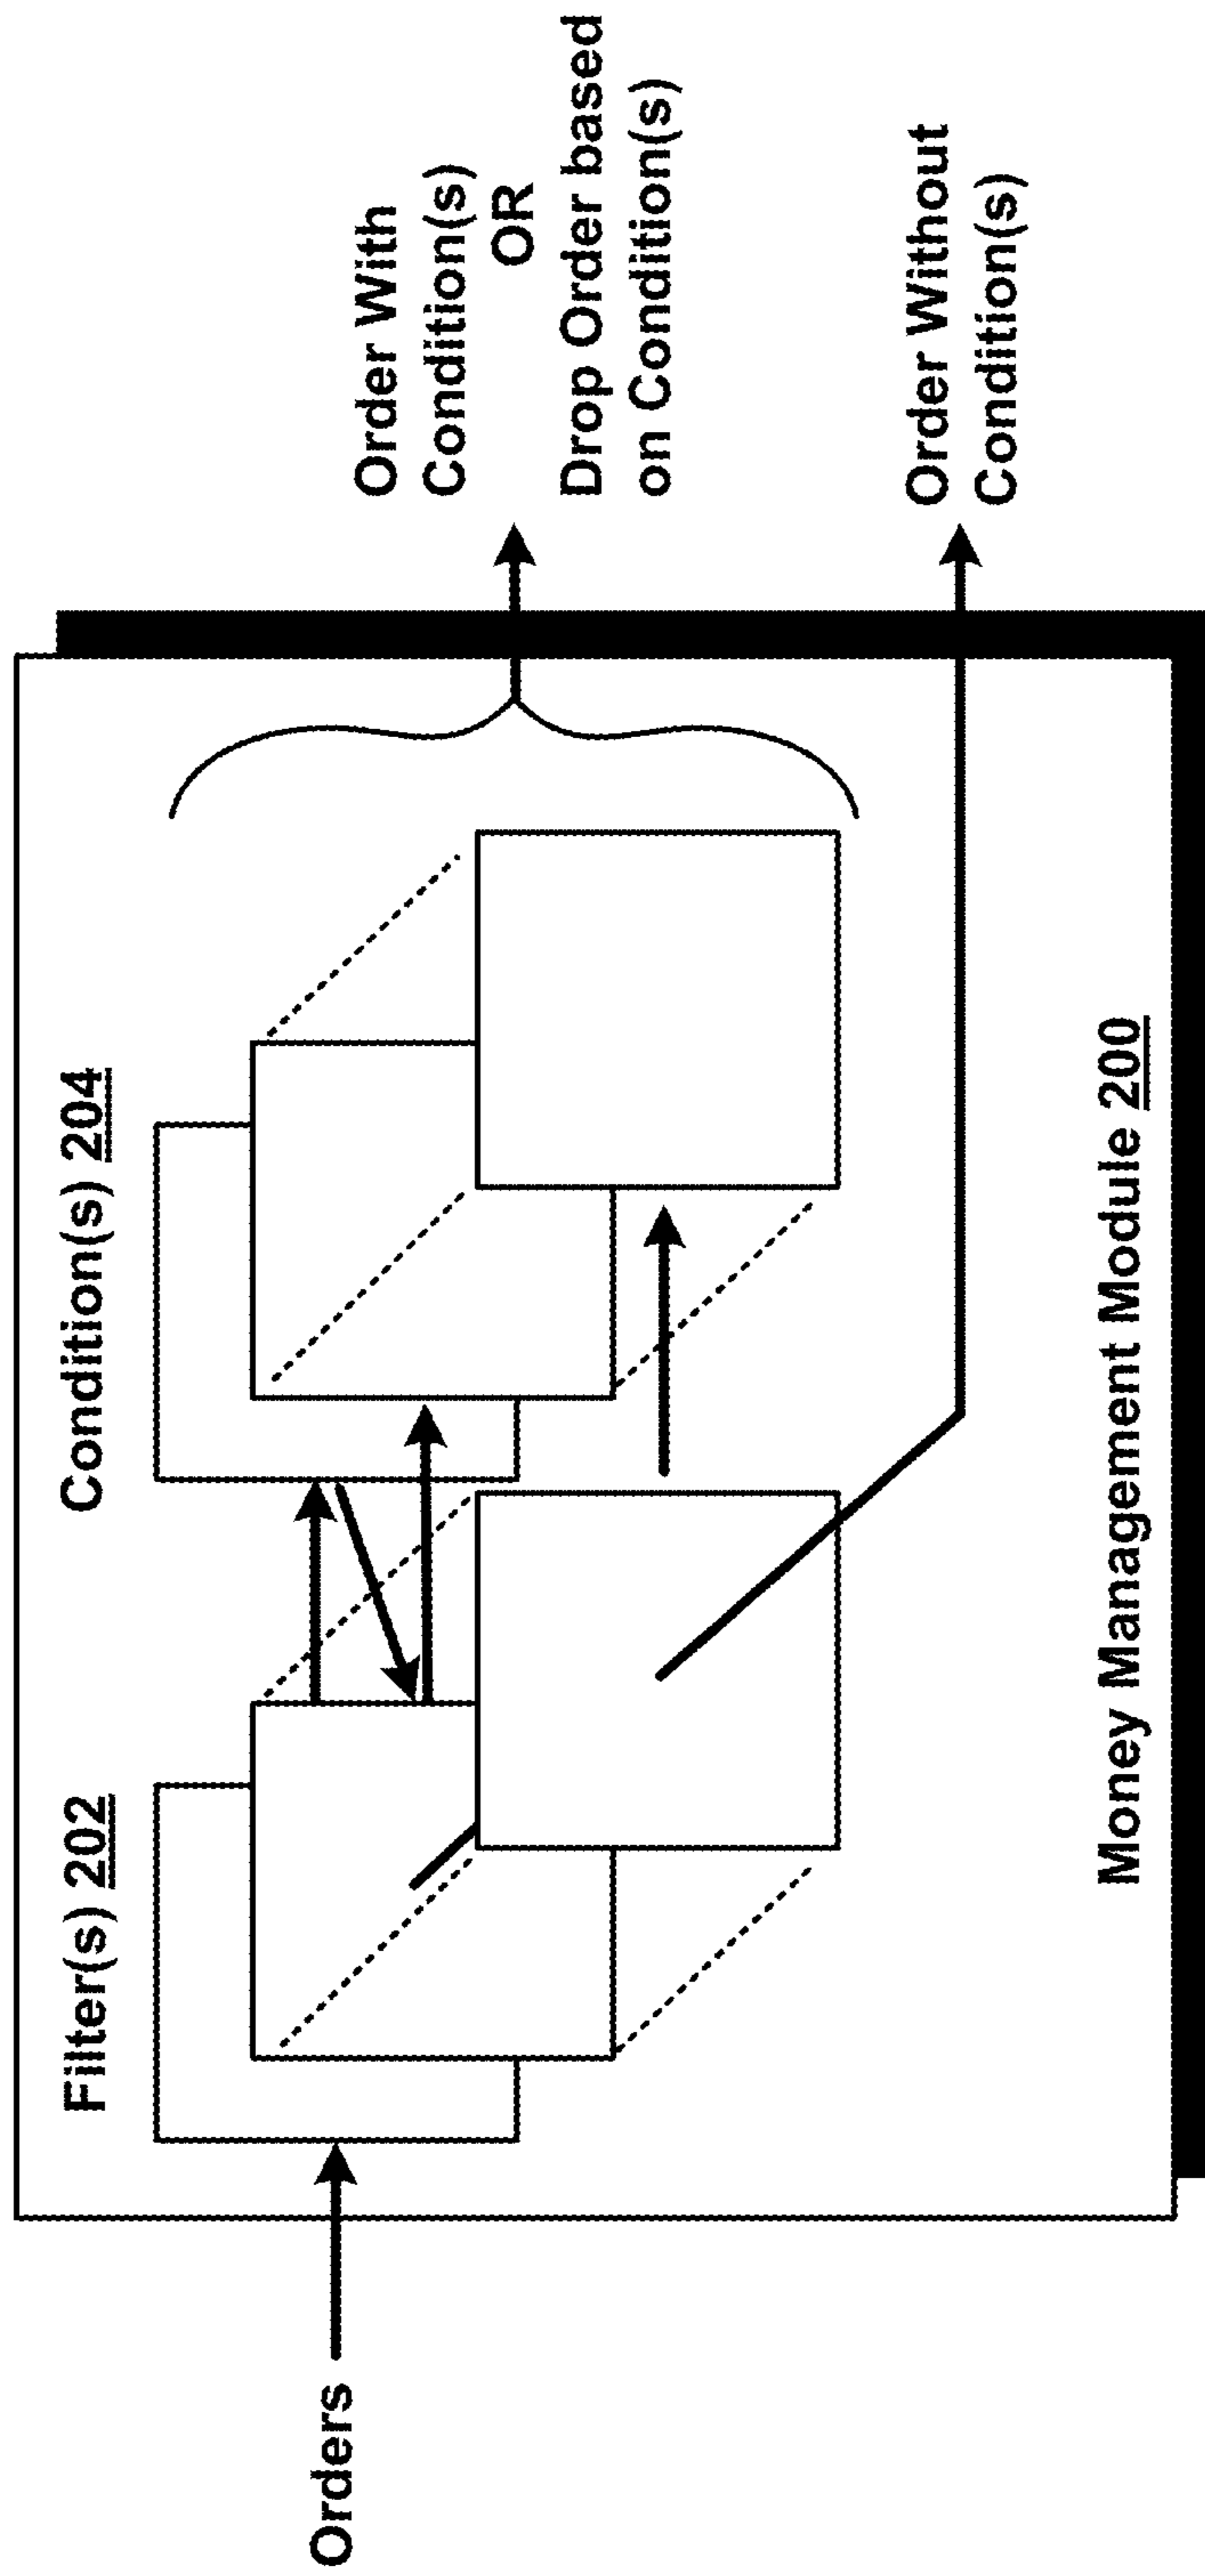 Orders
Filter(s) 202
Condition(s) 204
Order With
Condition(s)
OR
Drop Order based
on Condition(s)
Order Without
Condition(s)
Money Management Module 200